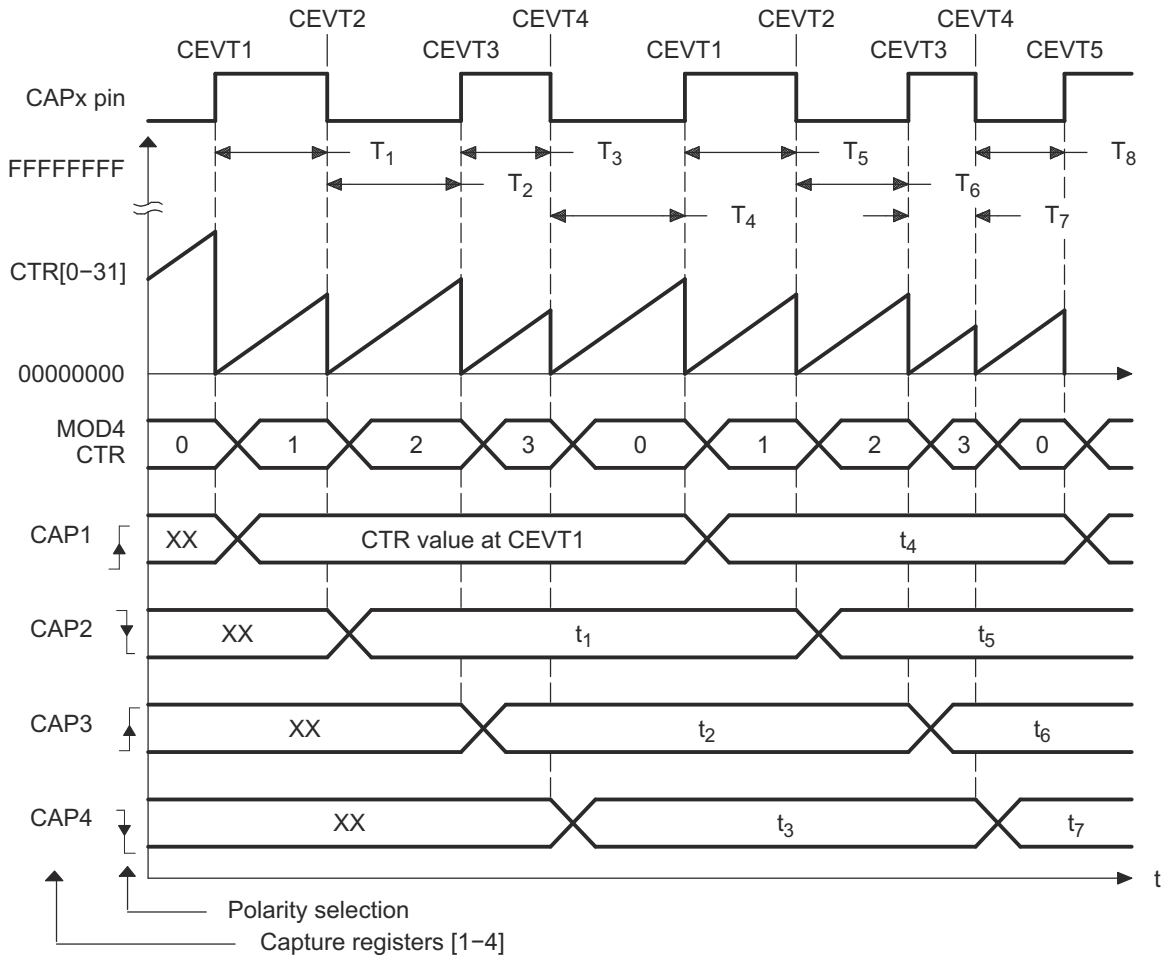 CEVT2 CEVT4 CEVT2 CEVT4
CEVT1 CEVT3 CEVT1 CEVT3 CEVT5
CAPx pin
T1 T3 T5 T8
FFFFFFFF
T2 T6
T4 T7
CTR[0−31]
00000000
MOD4
CTR
0 1 2 3 0 1 2 3 0
CAP1 XX CTR value at CEVT1 t4
CAP2 XX t1 t5
CAP3 XX t2 t6
CAP4 XX t3 t7
t
Polarity selection
Capture registers [1−4]